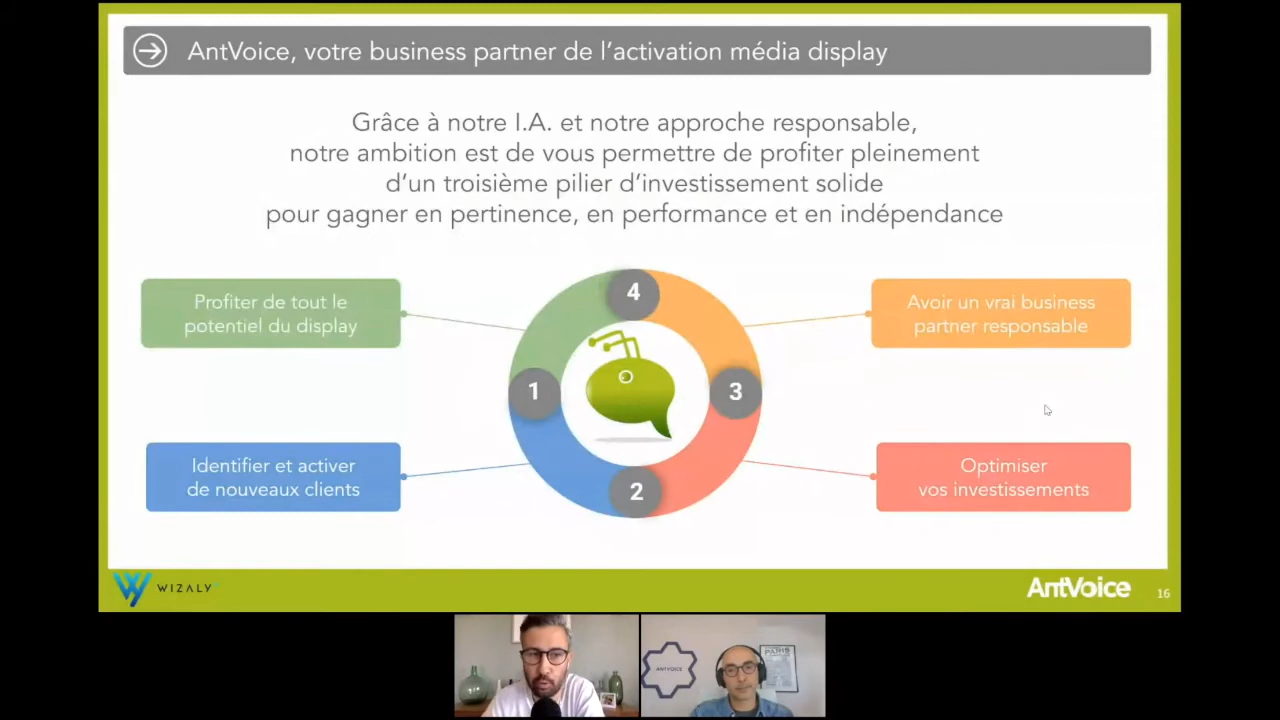 AntVoice, votre business partner de l'activation média display
Grâce à notre I.A. et notre approche responsable,
notre ambition est de vous permettre de profiter pleinement
d'un troisième pilier d'investissement solide
pour gagner en pertinence, en performance et en indépendance
Profiter de tout le
potentiel du display
4
Avoir un vrai business
partner responsable
1
3
Identifier et activer
de nouveaux clients
2
Optimiser
vos investissements
WIZALY
AntVoice
16
ANTVOICE
PARIS